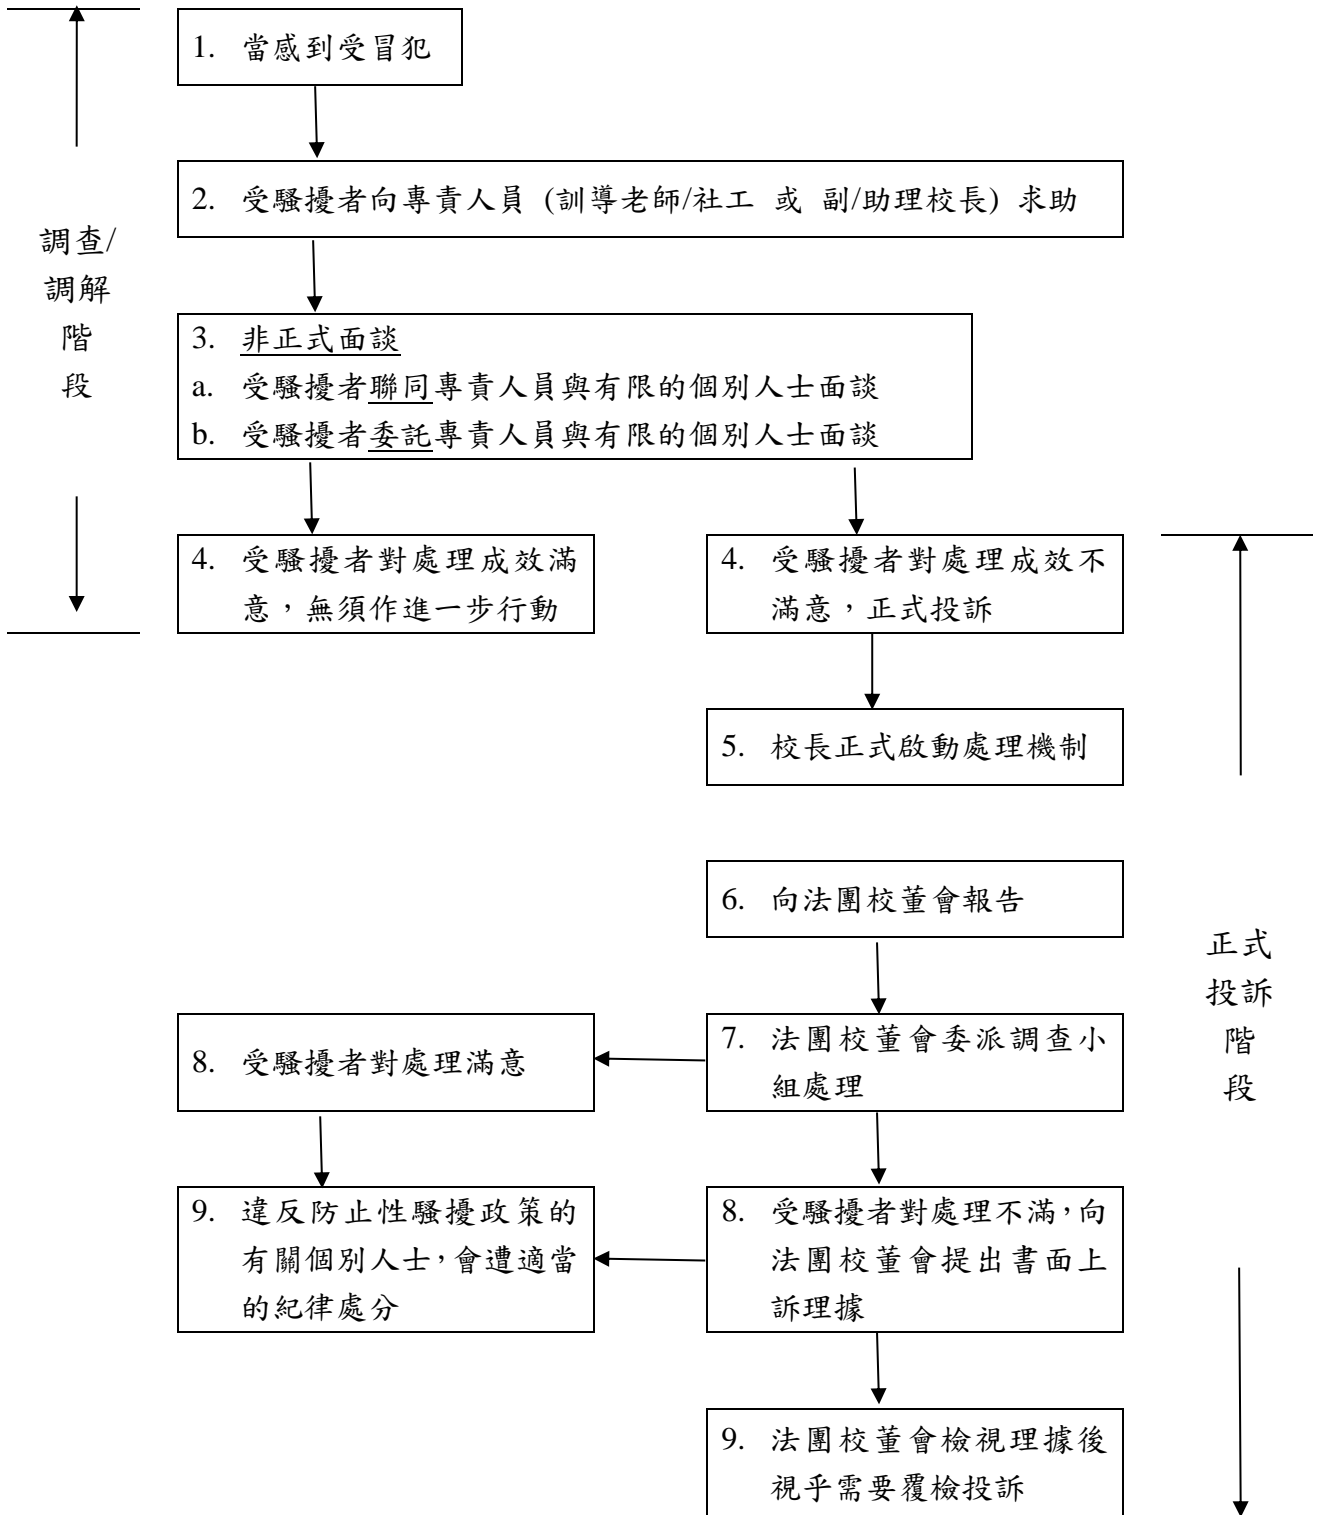 1. 當感到受冒犯
2. 受騷擾者向專責人員 (訓導老師/社工 或 副/助理校長) 求助
調查/
調解
階
段
3. 非正式面談
a. 受騷擾者聯同專責人員與有限的個別人士面談
b. 受騷擾者委託專責人員與有限的個別人士面談
4. 受騷擾者對處理成效滿
意，無須作進一步行動
4. 受騷擾者對處理成效不
滿意，正式投訴
5. 校長正式啟動處理機制
6. 向法團校董會報告
正式
投訴
階
段
7. 法團校董會委派調查小
組處理
8. 受騷擾者對處理滿意
8. 受騷擾者對處理不滿，向
法團校董會提出書面上
訴理據
9. 違反防止性騷擾政策的
有關個別人士，會遭適當
的紀律處分
9. 法團校董會檢視理據後
視乎需要覆檢投訴